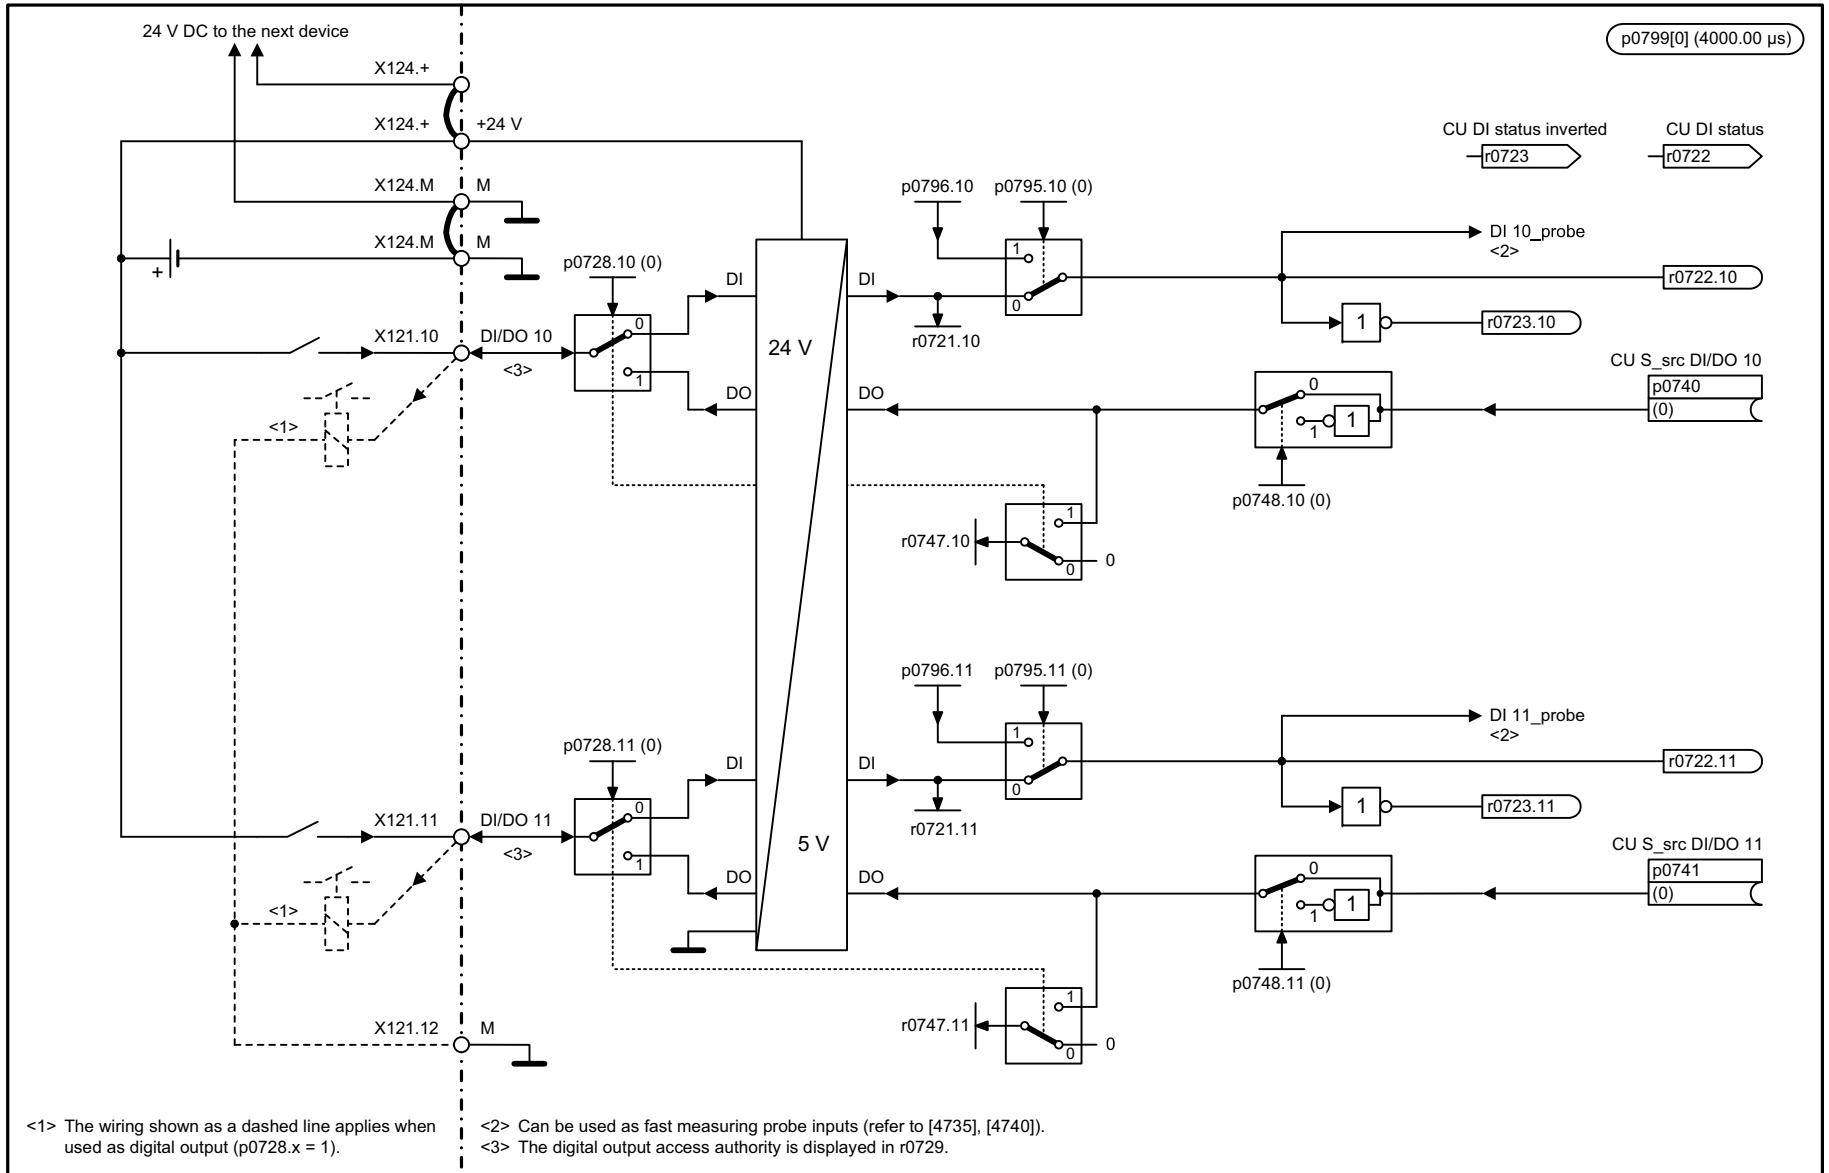 24 V DC to the next device
p0799[0] (4000.00 µs)
X124.+
X124.+
+24 V
CU DI status inverted
CU DI status
r0723
r0722
X124.M
M
p0796.10
p0795.10 (0)
X124.M
M
+
DI 10_probe
<2>
p0728.10 (0)
1
DI
DI
r0722.10
0
r0721.10
1
r0723.10
X121.10
DI/DO 10
<3>
0
1
24 V
CU S_src DI/DO 10
p0740
(0)
DO
DO
0
1
1
<1>
p0748.10 (0)
1
r0747.10
0
0
p0796.11
p0795.11 (0)
DI 11_probe
<2>
p0728.11 (0)
1
DI
DI
r0722.11
0
r0721.11
1
r0723.11
X121.11
DI/DO 11
<3>
0
1
5 V
CU S_src DI/DO 11
p0741
(0)
DO
DO
0
1
1
<1>
p0748.11 (0)
1
r0747.11
0
0
X121.12
M
<1> The wiring shown as a dashed line applies when
used as digital output (p0728.x = 1).
<2> Can be used as fast measuring probe inputs (refer to [4735], [4740]).
<3> The digital output access authority is displayed in r0729.